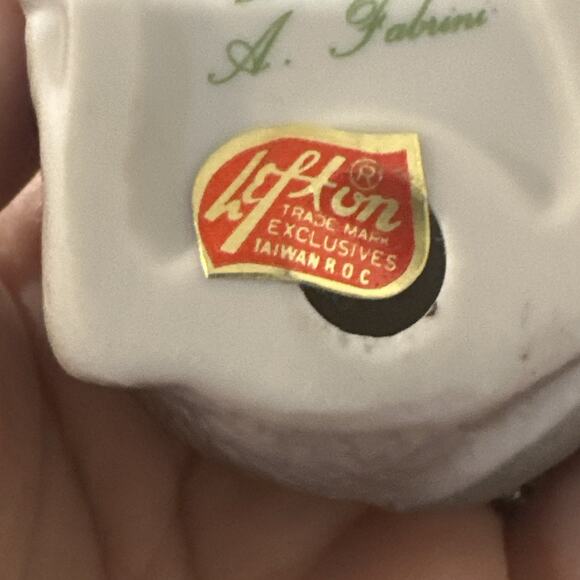 A. Fabrini
Lefton ®
TRADE MARK
EXCLUSIVES
TAIWAN R.O.C.